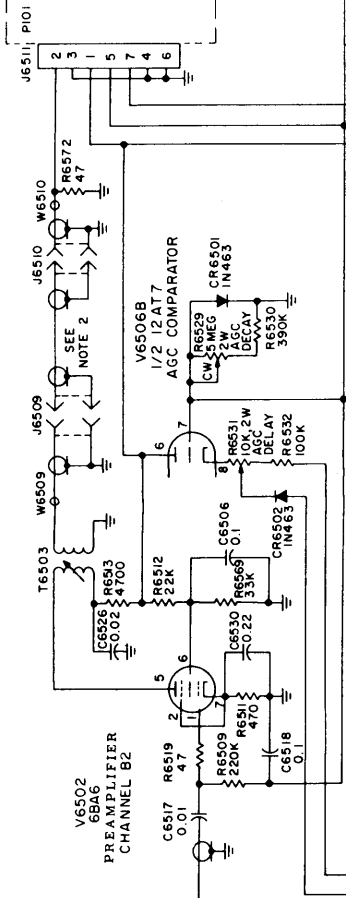 P101
J6511
2
3
1
5
7
4
6
R6572
47
W6510
J6510
SEE
NOTE 2
J6509
W6509
T6503
V6506B
1/2 12AT7
AGC COMPARATOR
CR6501
1N463
R6529
5 MEG
2W
AGC
DECAY
CW
R6530
390K
6
7
8
R6531
10K,2W
AGC
DELAY
R6532
100K
CR6502
1N463
R6513
4700
C6526
0.02
R6512
22K
C6506
0.1
R6569
33K
C6530
0.22
5
6
2
1
7
R6511
470
R6519
47
R6509
220K
C6518
0.1
C6517
0.01
V6502
6BA6
PREAMPLIFIER
CHANNEL B2